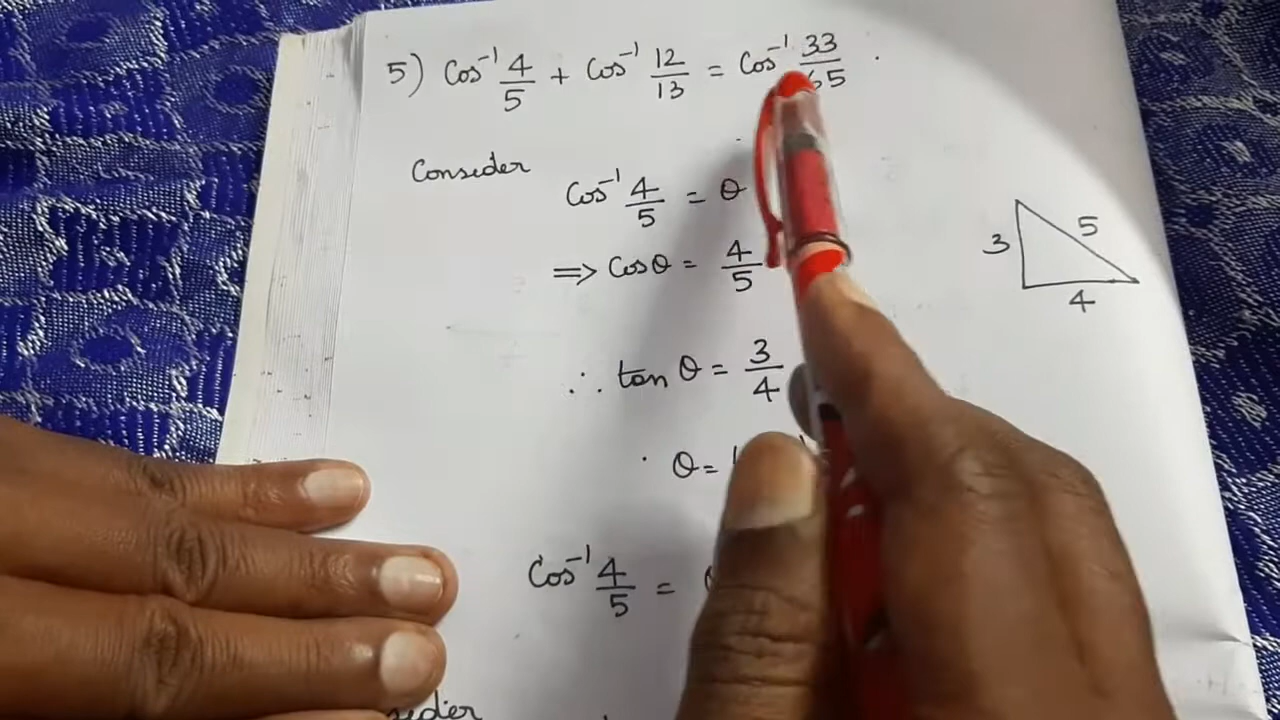 5) Cos⁻¹ 4/5 + Cos⁻¹ 12/13 = Cos⁻¹ 33/65 .
Consider
Cos⁻¹ 4/5 = θ
⇒ Cosθ = 4/5
3 5
4
∴ tan θ = 3/4
θ =
Cos⁻¹ 4/5 =